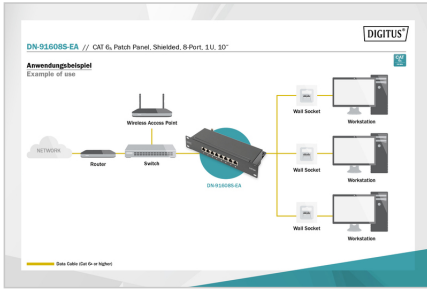 DIGITUS®
DN-91608S-EA // CAT 6A Patch Panel, Shielded, 8-Port, 1U, 10"
Anwendungsbeispiel
Example of use
CAT
Wireless Access Point
Wall Socket
Workstation
NETWORK
Router
Switch
DN-91608S-EA
Wall Socket
Workstation
Wall Socket
Workstation
Data Cable (Cat 6A or higher)